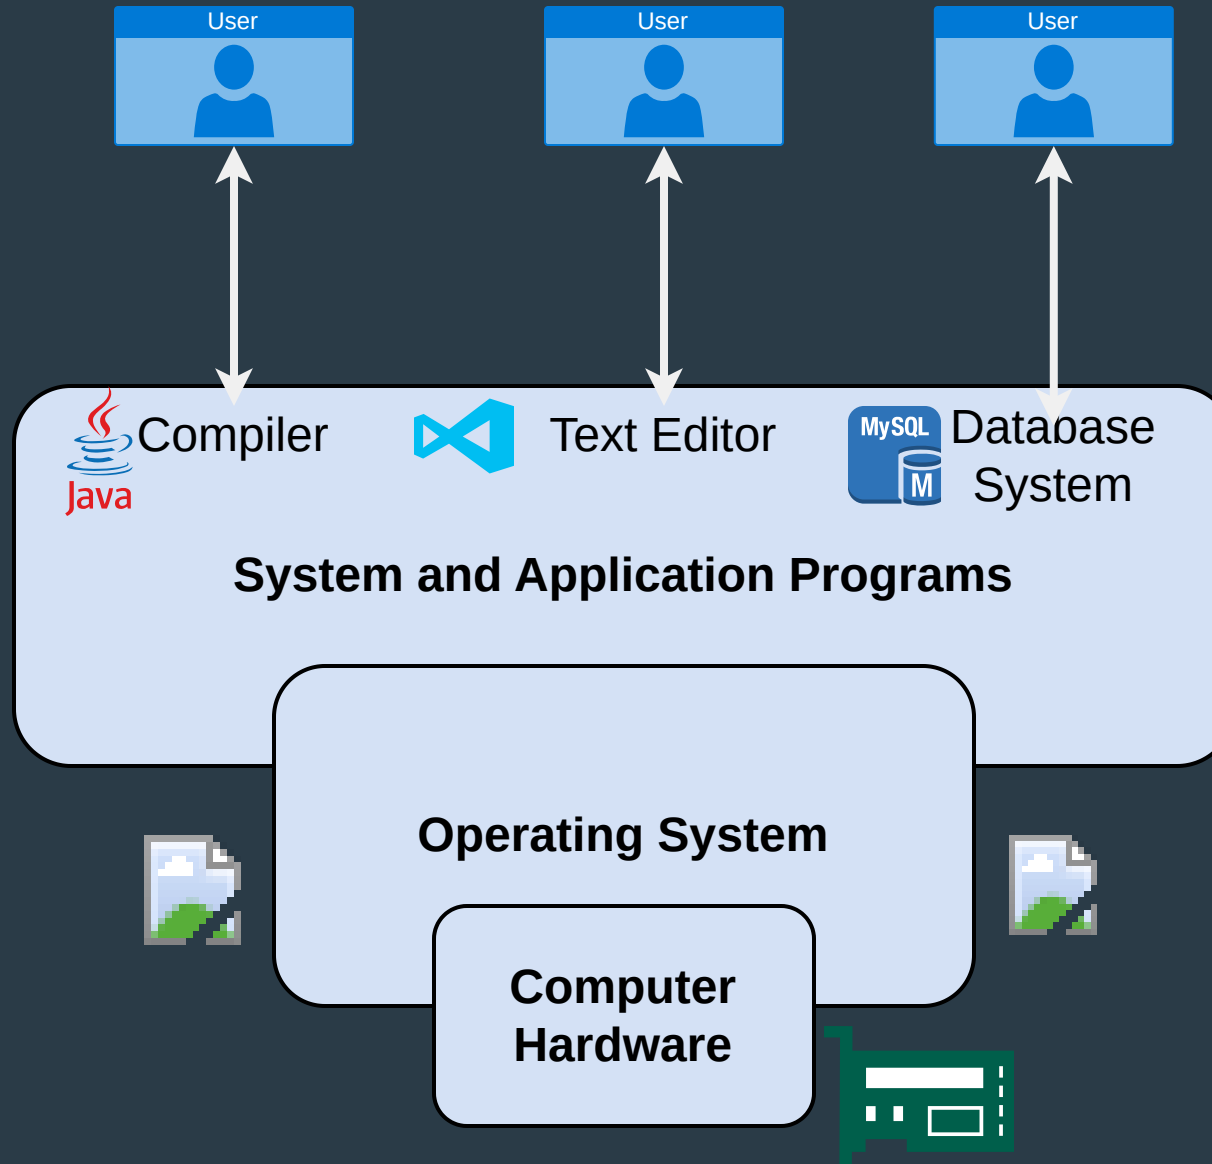 User
User
User
Compiler
Java
Text Editor
MySQL
M
Database
System
System and Application Programs
Operating System
Computer
Hardware